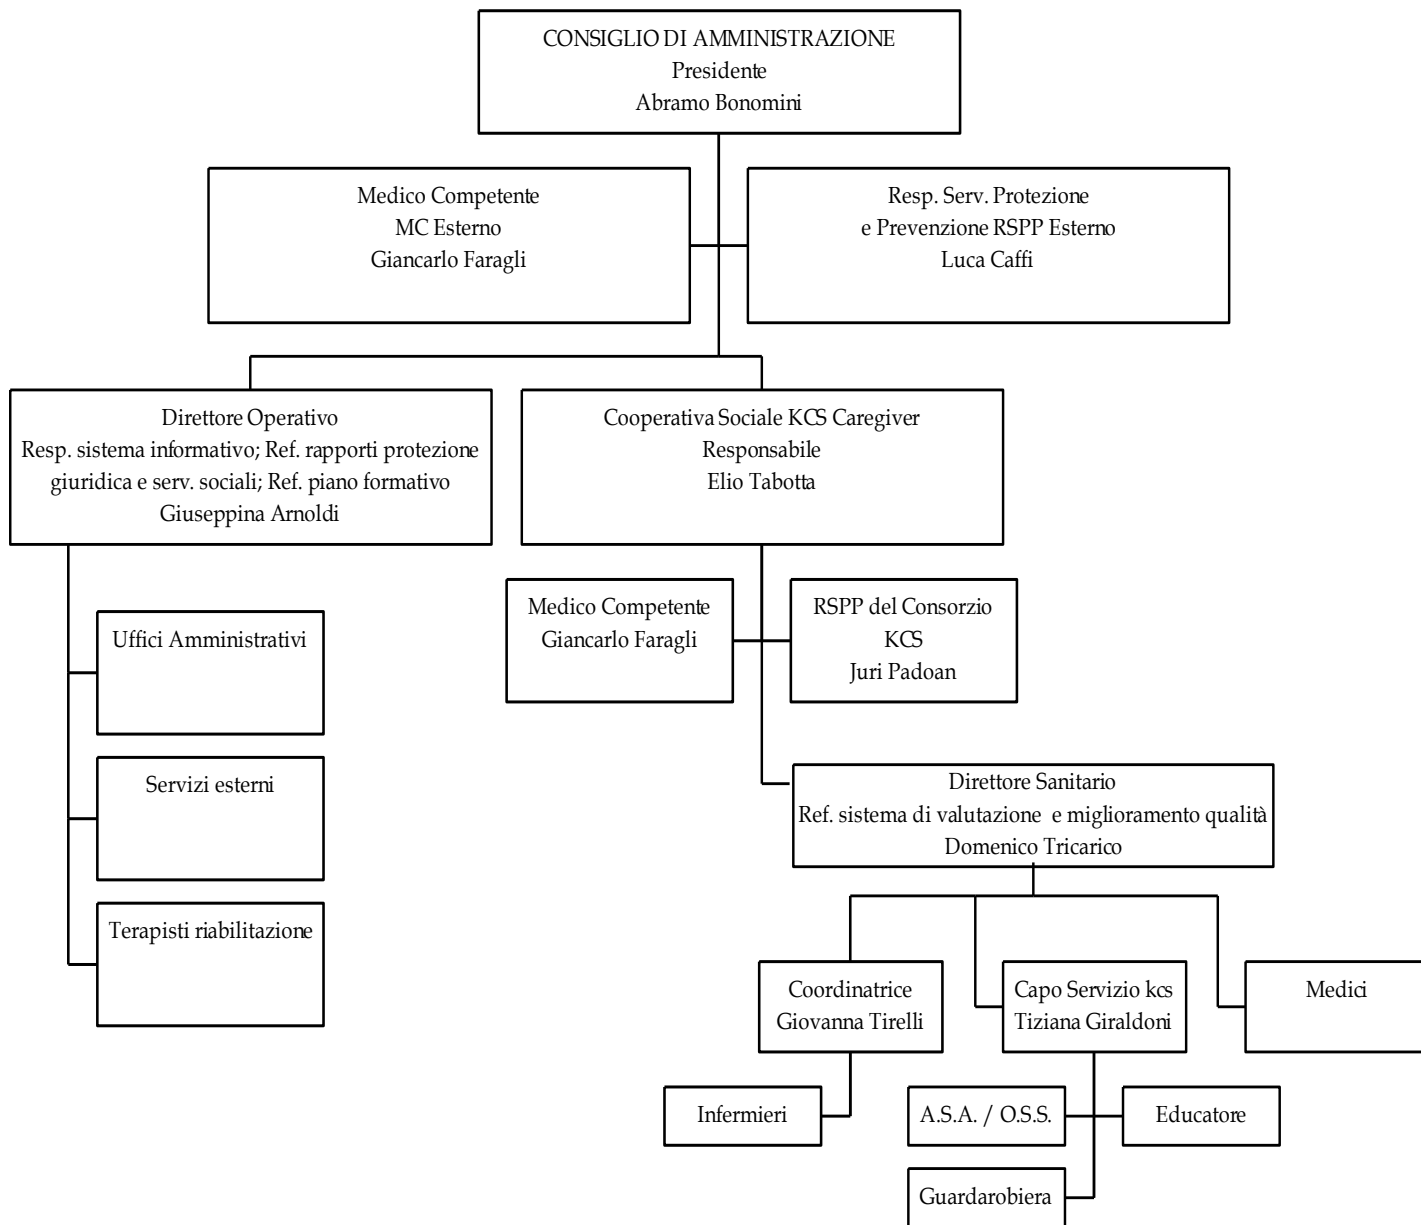 CONSIGLIO DI AMMINISTRAZIONE
Presidente
Abramo Bonomini
Medico Competente
MC Esterno
Giancarlo Faragli
Resp. Serv. Protezione
e Prevenzione RSPP Esterno
Luca Caffi
Direttore Operativo
Resp. sistema informativo; Ref. rapporti protezione
giuridica e serv. sociali; Ref. piano formativo
Giuseppina Arnoldi
Cooperativa Sociale KCS Caregiver
Responsabile
Elio Tabotta
Medico Competente
Giancarlo Faragli
RSPP del Consorzio
KCS
Juri Padoan
Uffici Amministrativi
Servizi esterni
Terapisti riabilitazione
Direttore Sanitario
Ref. sistema di valutazione e miglioramento qualità
Domenico Tricarico
Coordinatrice
Giovanna Tirelli
Capo Servizio kcs
Tiziana Giraldoni
Medici
Infermieri
A.S.A. / O.S.S.
Educatore
Guardarobiera